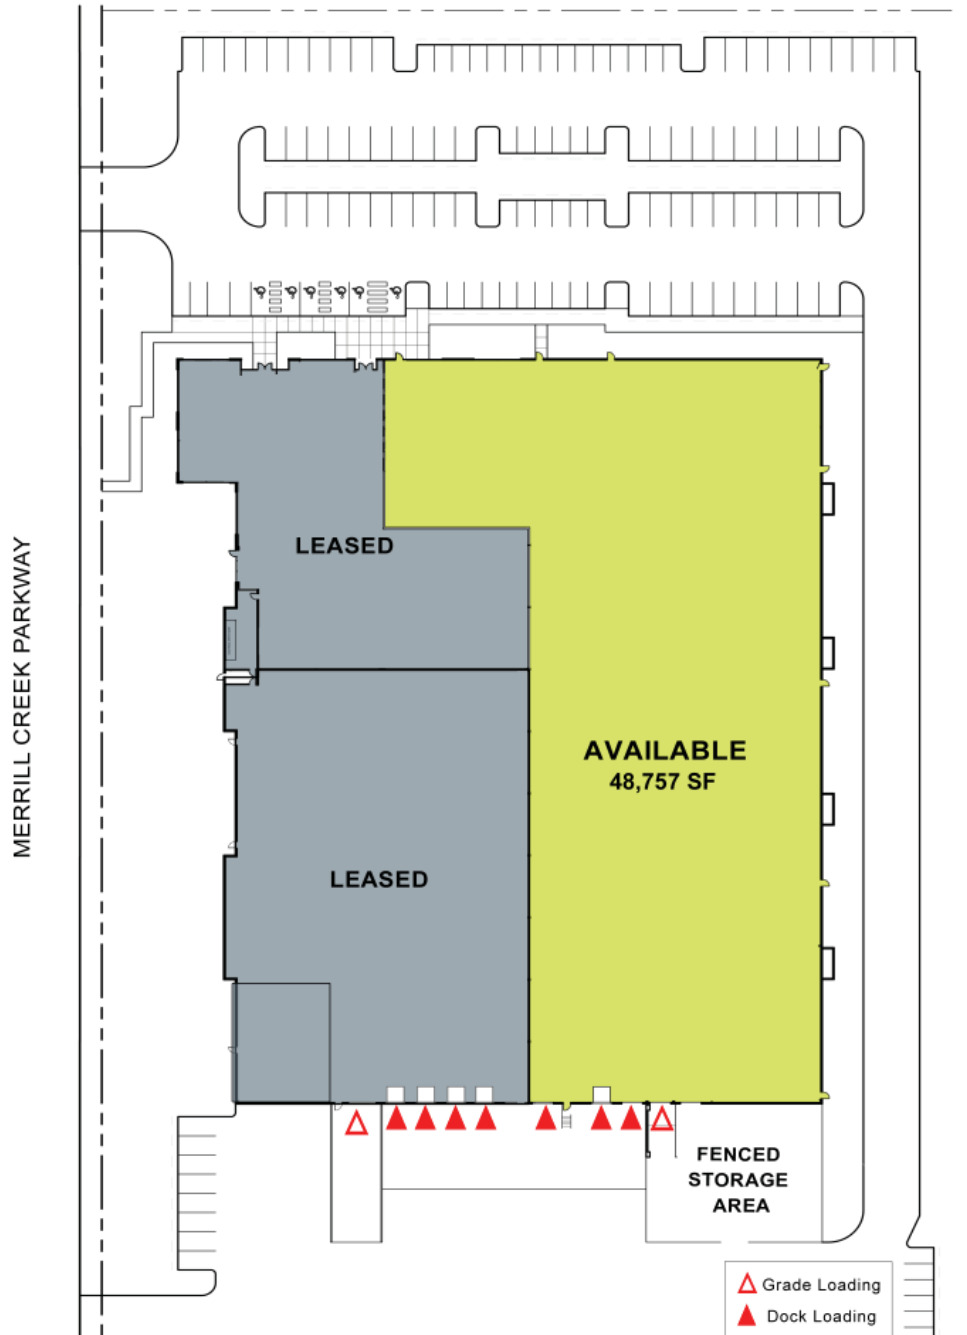 MERRILL CREEK PARKWAY
LEASED
AVAILABLE
48,757 SF
LEASED
FENCED
STORAGE
AREA
Grade Loading
Dock Loading